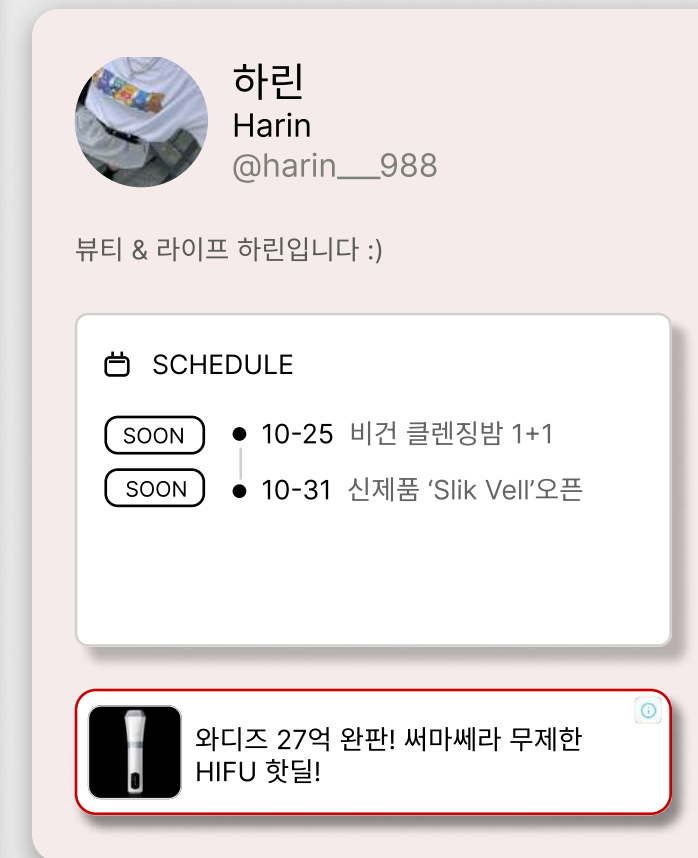 하린
Harin
@harin___988
뷰티 & 라이프 하린입니다 :)
SCHEDULE
SOON 10-25 비건 클렌징밤 1+1
SOON 10-31 신제품 ‘Slik Vell’오픈
와디즈 27억 완판! 써마쎄라 무제한
HIFU 핫딜!